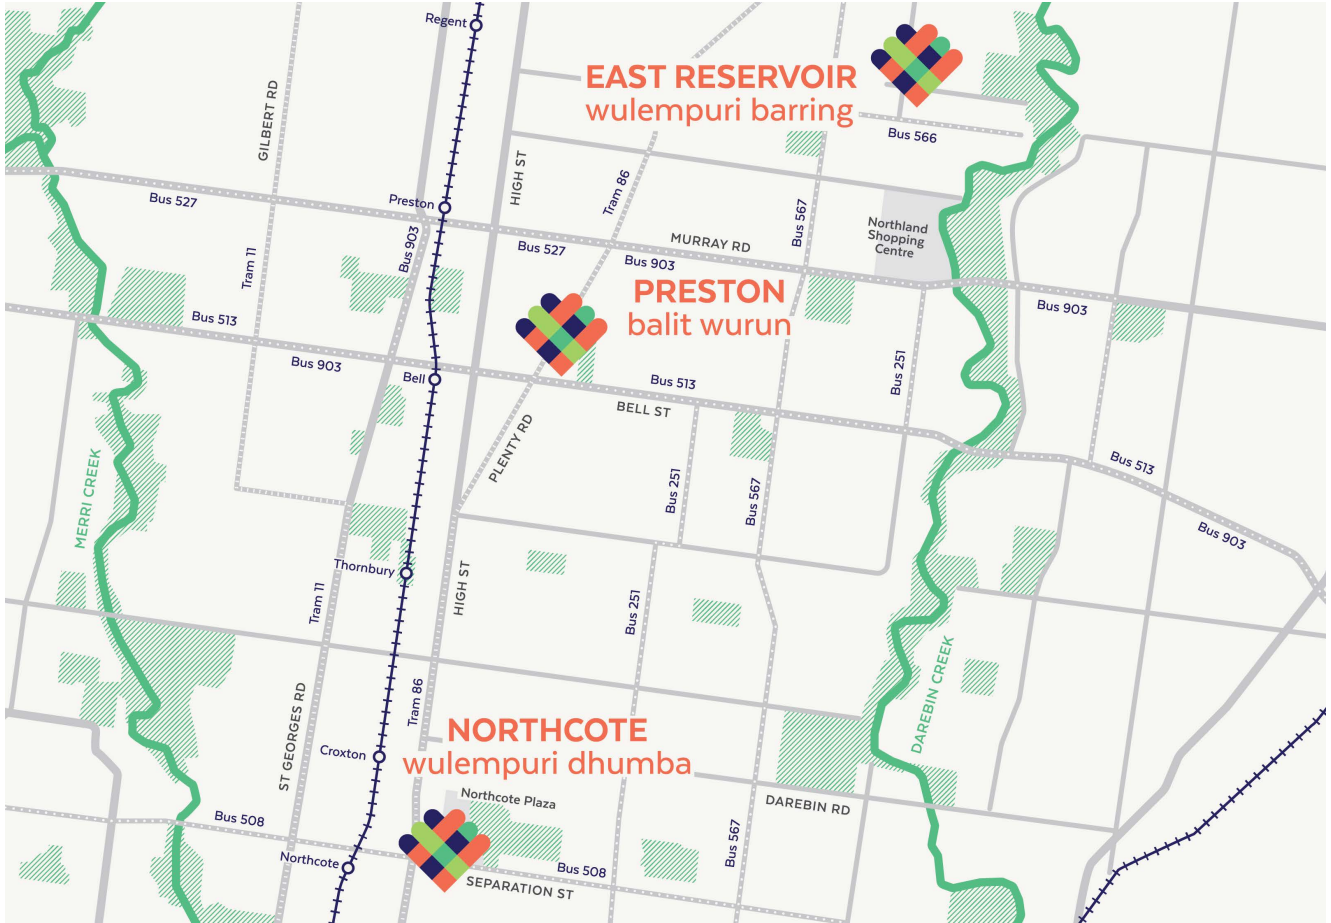 Regent
EAST RESERVOIR
wulempuri barring
GILBERT RD
Bus 566
HIGH ST
Tram 86
Preston
Bus 527
Bus 567
Northland
Shopping
Centre
Bus 903
MURRAY RD
Bus 527
Bus 903
Tram 11
PRESTON
balit wurun
Bus 903
Bus 513
Bus 903
Bell
Bus 513
Bus 251
BELL ST
PLENTY RD
Bus 513
MERRI CREEK
Bus 251
Bus 567
Bus 903
Thornbury
HIGH ST
Tram 11
Bus 251
DAREBIN CREEK
Tram 86
ST GEORGES RD
NORTHCOTE
wulempuri dhumba
Croxton
Northcote Plaza
DAREBIN RD
Bus 508
Bus 567
Northcote
Bus 508
SEPARATION ST